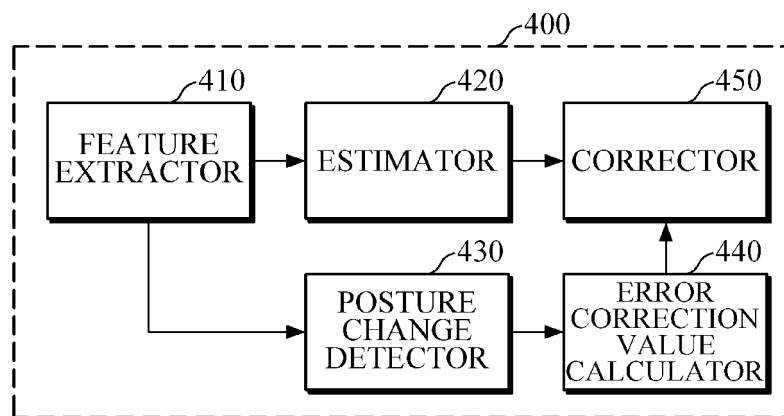 400
410
FEATURE
EXTRACTOR
420
ESTIMATOR
450
CORRECTOR
430
POSTURE
CHANGE
DETECTOR
440
ERROR
CORRECTION
VALUE
CALCULATOR